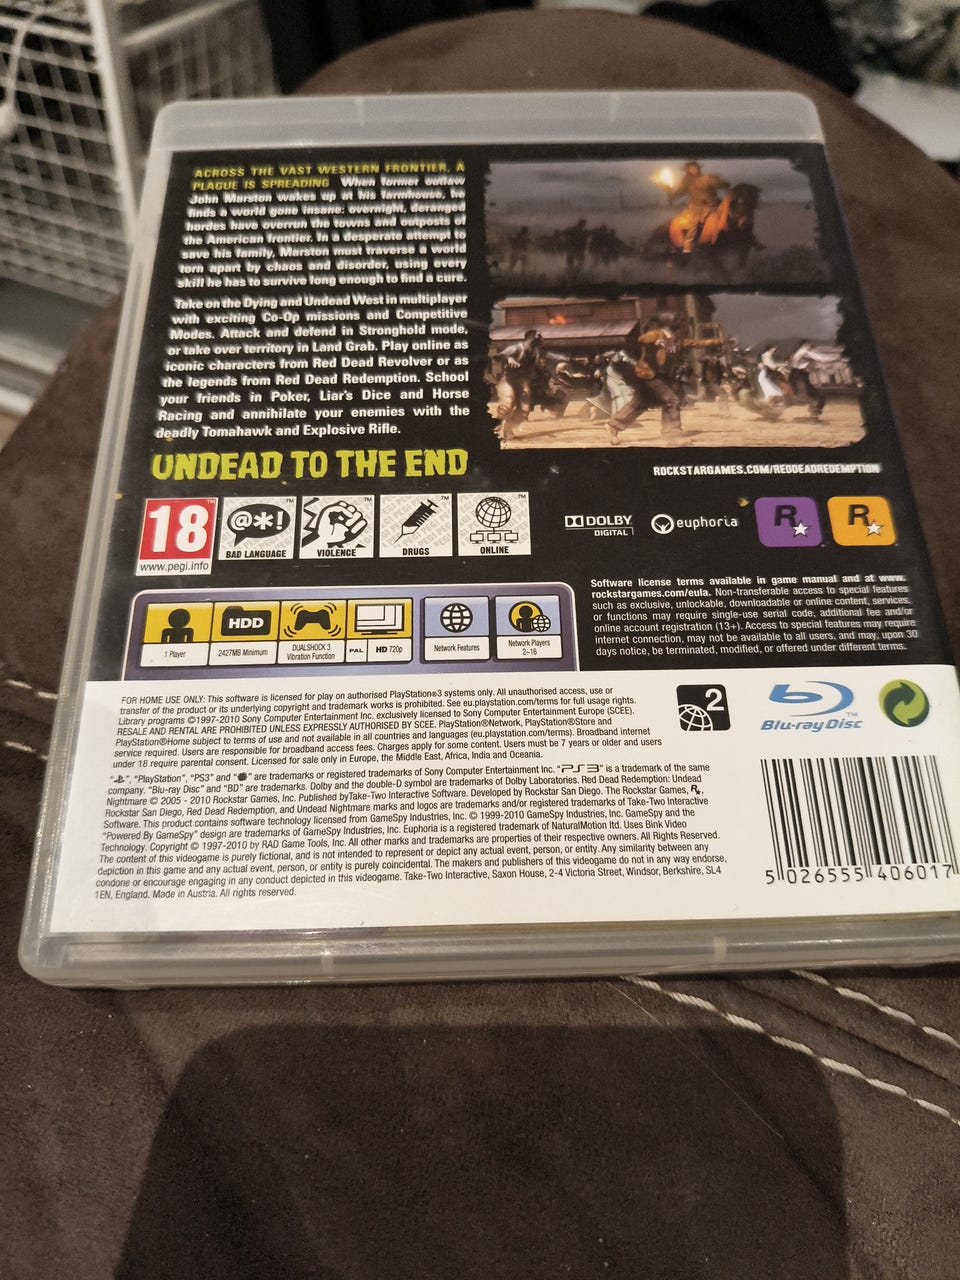 ACROSS THE VAST WESTERN FRONTIER, A
PLAGUE IS SPREADING When former outlaw
John Marston wakes up at his farmhouse, he
finds a world gone insane: overnight, deranged
hordes have overrun the towns and outposts of
the American frontier. In a desperate attempt to
save his family, Marston must traverse a world
torn apart by chaos and disorder, using every
skill he has to survive long enough to find a cure.
Take on the Dying and Undead West in multiplayer
with exciting Co-Op missions and Competitive
Modes. Attack and defend in Stronghold mode,
or take over territory in Land Grab. Play online as
iconic characters from Red Dead Revolver or as
the legends from Red Dead Redemption. School
your friends in Poker, Liar's Dice and Horse
Racing and annihilate your enemies with the
deadly Tomahawk and Explosive Rifle.
UNDEAD TO THE END
ROCKSTARGAMES.COM/REDDEADREDEMPTION
18
www.pegi.info
@*!
BAD LANGUAGE
VIOLENCE
DRUGS
ONLINE
DOLBY
DIGITAL
euphoria
R
R
Software license terms available in game manual and at www.
rockstargames.com/eula. Non-transferable access to special features
such as exclusive, unlockable, downloadable or online content, services,
or functions may require single-use serial code, additional fee and/or
online account registration (13+). Access to special features may require
internet connection, may not be available to all users, and may, upon 30
days notice, be terminated, modified, or offered under different terms.
1 Player
HDD
2427MB Minimum
DUALSHOCK 3
Vibration Function
PAL
HD 720p
Network Features
Network Players
2-16
FOR HOME USE ONLY: This software is licensed for play on authorised PlayStation®3 systems only. All unauthorised access, use or
transfer of the product or its underlying copyright and trademark works is prohibited. See eu.playstation.com/terms for full usage rights.
Library programs ©1997-2010 Sony Computer Entertainment Inc. exclusively licensed to Sony Computer Entertainment Europe (SCEE).
RESALE AND RENTAL ARE PROHIBITED UNLESS EXPRESSLY AUTHORISED BY SCEE. PlayStation®Network, PlayStation®Store and
PlayStation®Home subject to terms of use and not available in all countries and languages (eu.playstation.com/terms). Broadband internet
service required. Users are responsible for broadband access fees. Charges apply for some content. Users must be 7 years or older and users
under 18 require parental consent. Licensed for sale only in Europe, the Middle East, Africa, India and Oceania.
2
Blu-ray Disc
"", "PlayStation", "PS3" and "" are trademarks or registered trademarks of Sony Computer Entertainment Inc. "PS3" is a trademark of the same
company. "Blu-ray Disc" and "BD" are trademarks. Dolby and the double-D symbol are trademarks of Dolby Laboratories. Red Dead Redemption: Undead
Nightmare © 2005 - 2010 Rockstar Games, Inc. Published byTake-Two Interactive Software. Developed by Rockstar San Diego. The Rockstar Games, R,
Rockstar San Diego, Red Dead Redemption, and Undead Nightmare marks and logos are trademarks and/or registered trademarks of Take-Two Interactive
Software. This product contains software technology licensed from GameSpy Industries, Inc. © 1999-2010 GameSpy Industries, Inc. GameSpy and the
"Powered By GameSpy" design are trademarks of GameSpy Industries, Inc. Euphoria is a registered trademark of NaturalMotion ltd. Uses Bink Video
Technology. Copyright © 1997-2010 by RAD Game Tools, Inc. All other marks and trademarks are properties of their respective owners. All Rights Reserved.
The content of this videogame is purely fictional, and is not intended to represent or depict any actual event, person, or entity. Any similarity between any
depiction in this game and any actual event, person, or entity is purely coincidental. The makers and publishers of this videogame do not in any way endorse,
condone or encourage engaging in any conduct depicted in this videogame. Take-Two Interactive, Saxon House, 2-4 Victoria Street, Windsor, Berkshire, SL4
1EN, England. Made in Austria. All rights reserved.
5 026555 406017